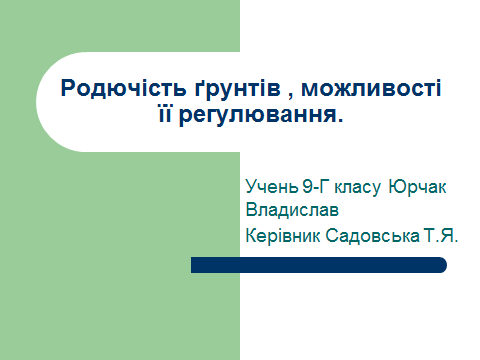 Родючість ґрунтів , можливості
її регулювання.
Учень 9-Г класу Юрчак
Владислав
Керівник Садовська Т.Я.